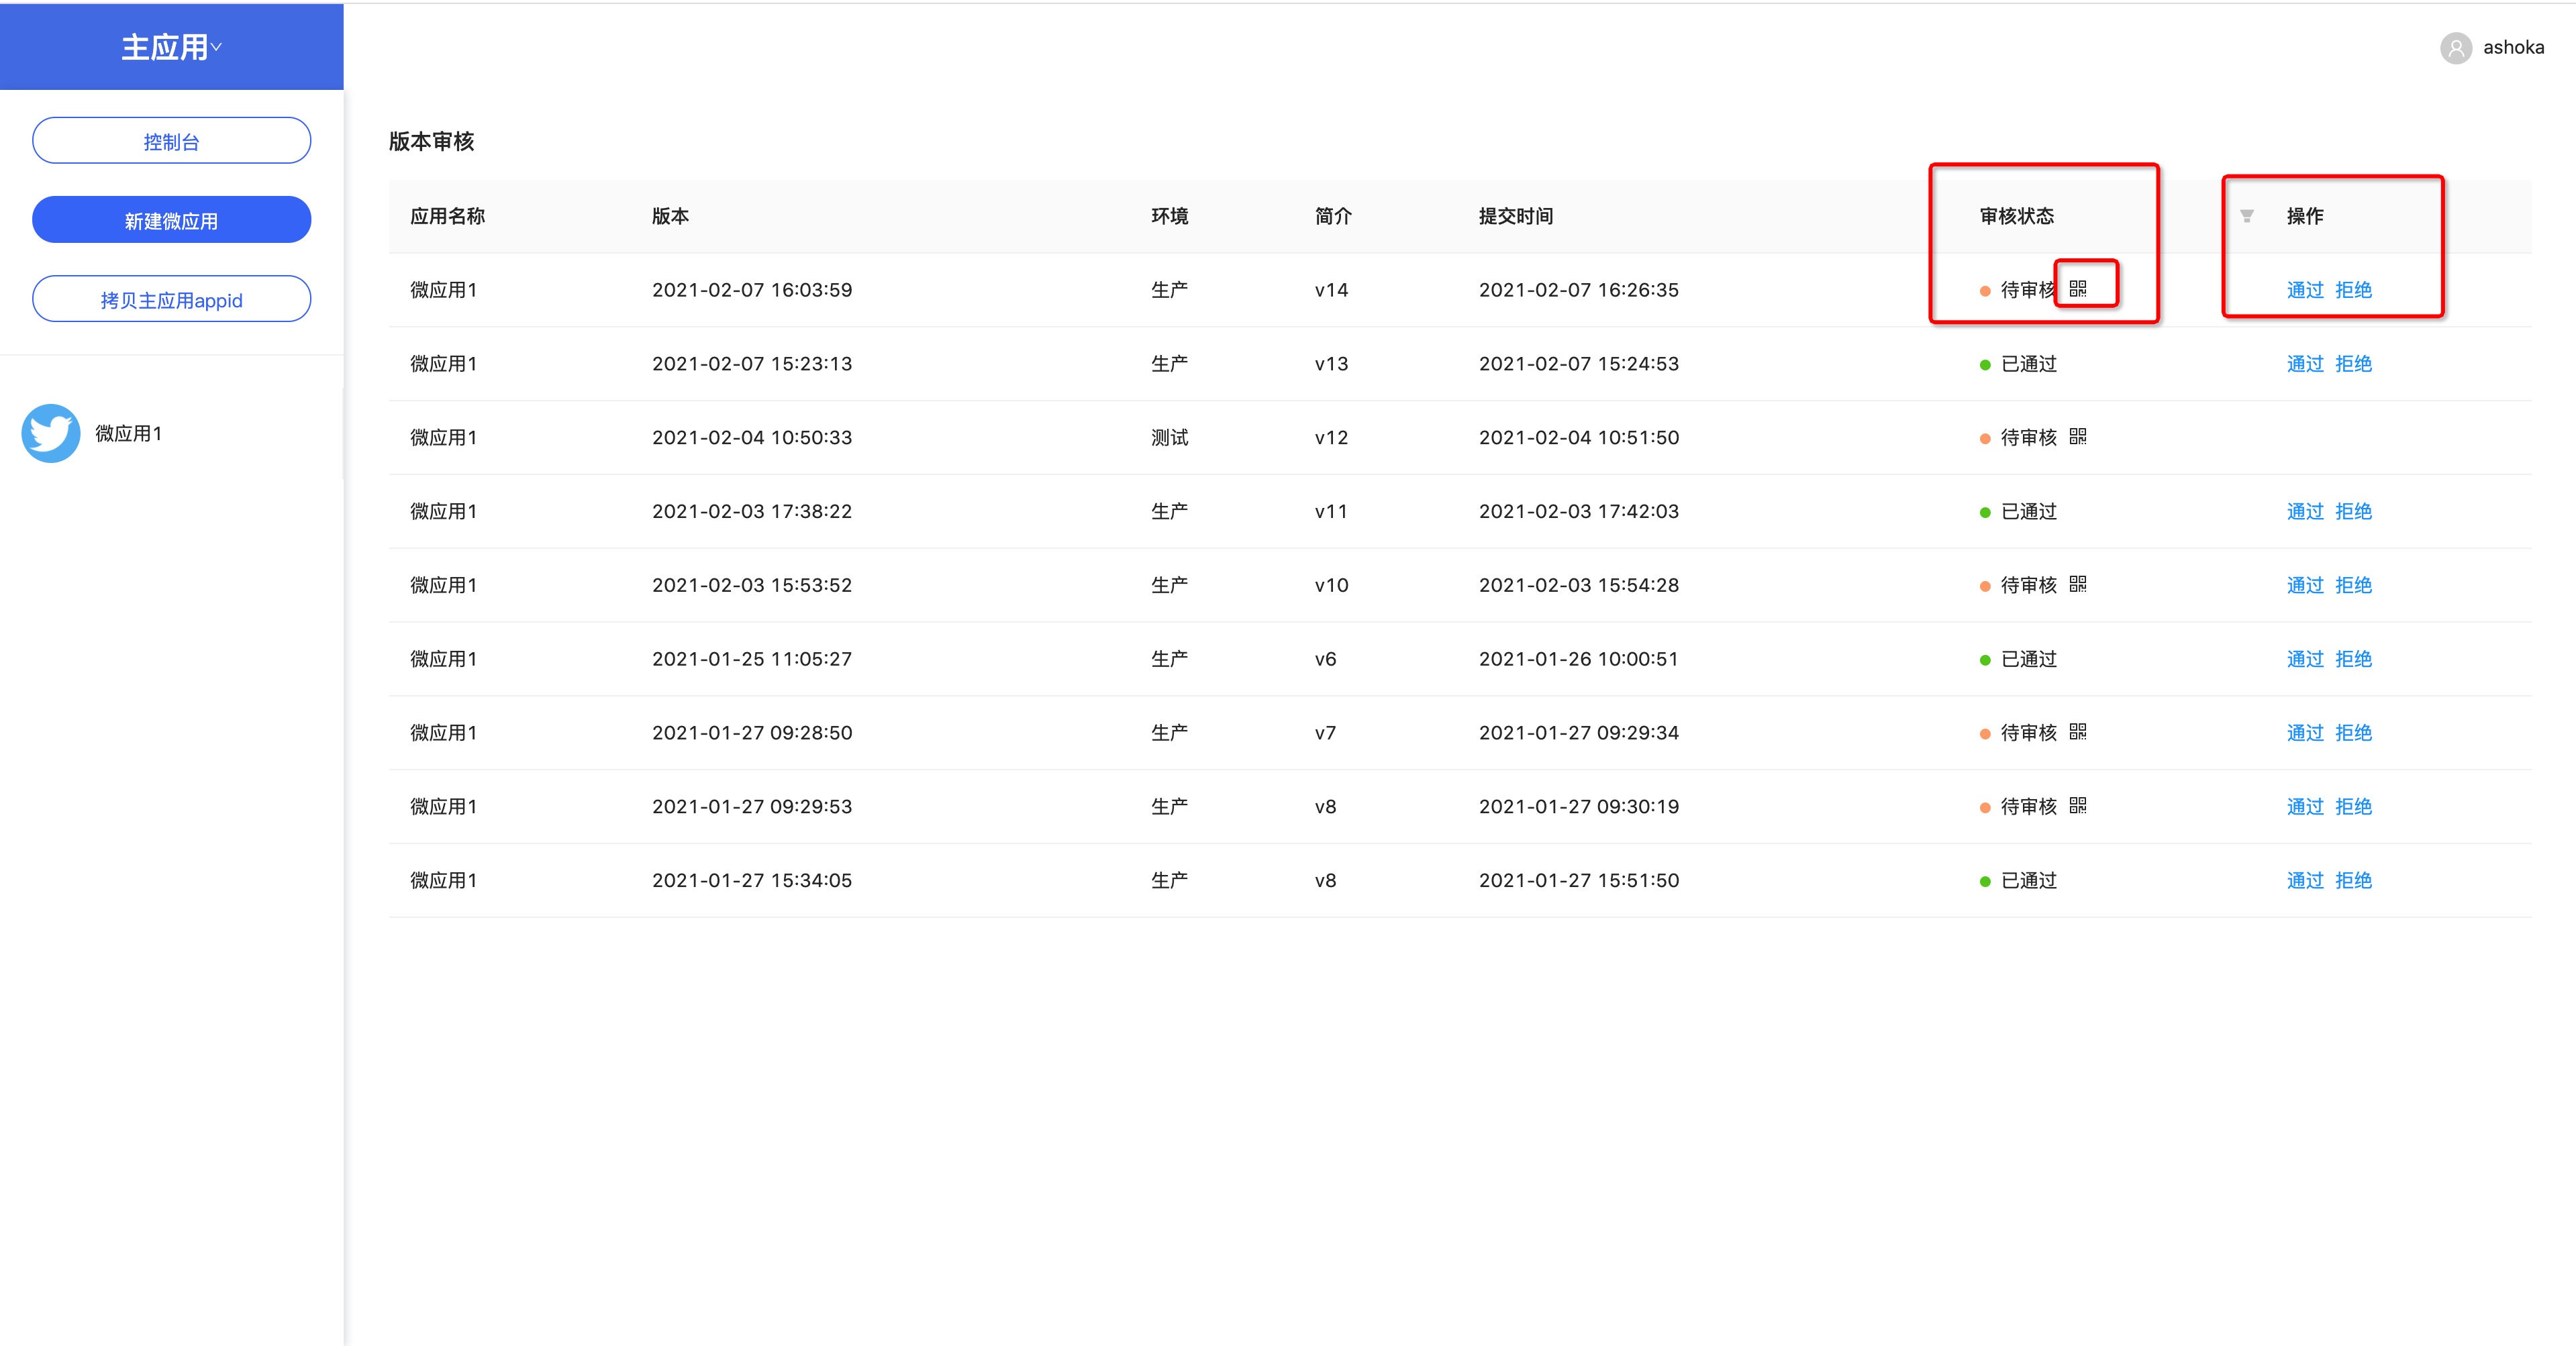 主应用
ashoka
控制台
新建微应用
拷贝主应用appid
微应用1
版本审核
应用名称 版本 环境 简介 提交时间 审核状态 操作
微应用1 2021-02-07 16:03:59 生产 v14 2021-02-07 16:26:35 待审核 通过 拒绝
微应用1 2021-02-07 15:23:13 生产 v13 2021-02-07 15:24:53 已通过 通过 拒绝
微应用1 2021-02-04 10:50:33 测试 v12 2021-02-04 10:51:50 待审核
微应用1 2021-02-03 17:38:22 生产 v11 2021-02-03 17:42:03 已通过 通过 拒绝
微应用1 2021-02-03 15:53:52 生产 v10 2021-02-03 15:54:28 待审核 通过 拒绝
微应用1 2021-01-25 11:05:27 生产 v6 2021-01-26 10:00:51 已通过 通过 拒绝
微应用1 2021-01-27 09:28:50 生产 v7 2021-01-27 09:29:34 待审核 通过 拒绝
微应用1 2021-01-27 09:29:53 生产 v8 2021-01-27 09:30:19 待审核 通过 拒绝
微应用1 2021-01-27 15:34:05 生产 v8 2021-01-27 15:51:50 已通过 通过 拒绝